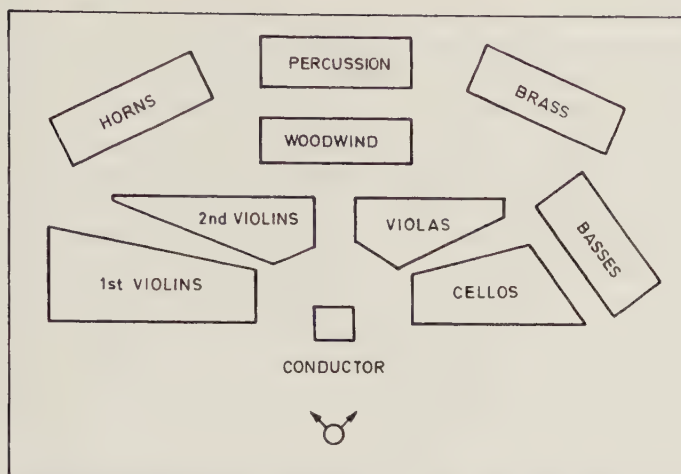 PERCUSSION
HORNS
BRASS
WOODWIND
2nd VIOLINS
VIOLAS
BASSES
1st VIOLINS
CELLOS
CONDUCTOR